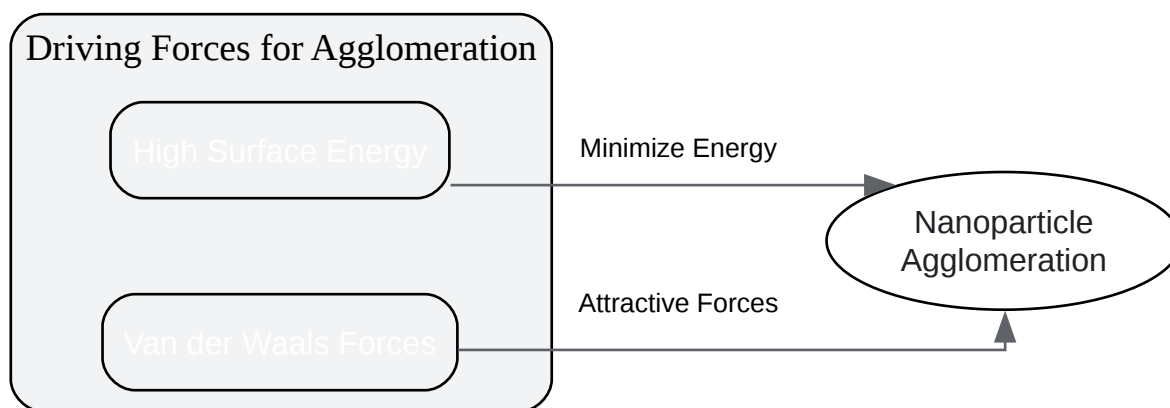 Driving Forces for Agglomeration
High Surface Energy
Minimize Energy
Nanoparticle
Agglomeration
Attractive Forces
Van der Waals Forces